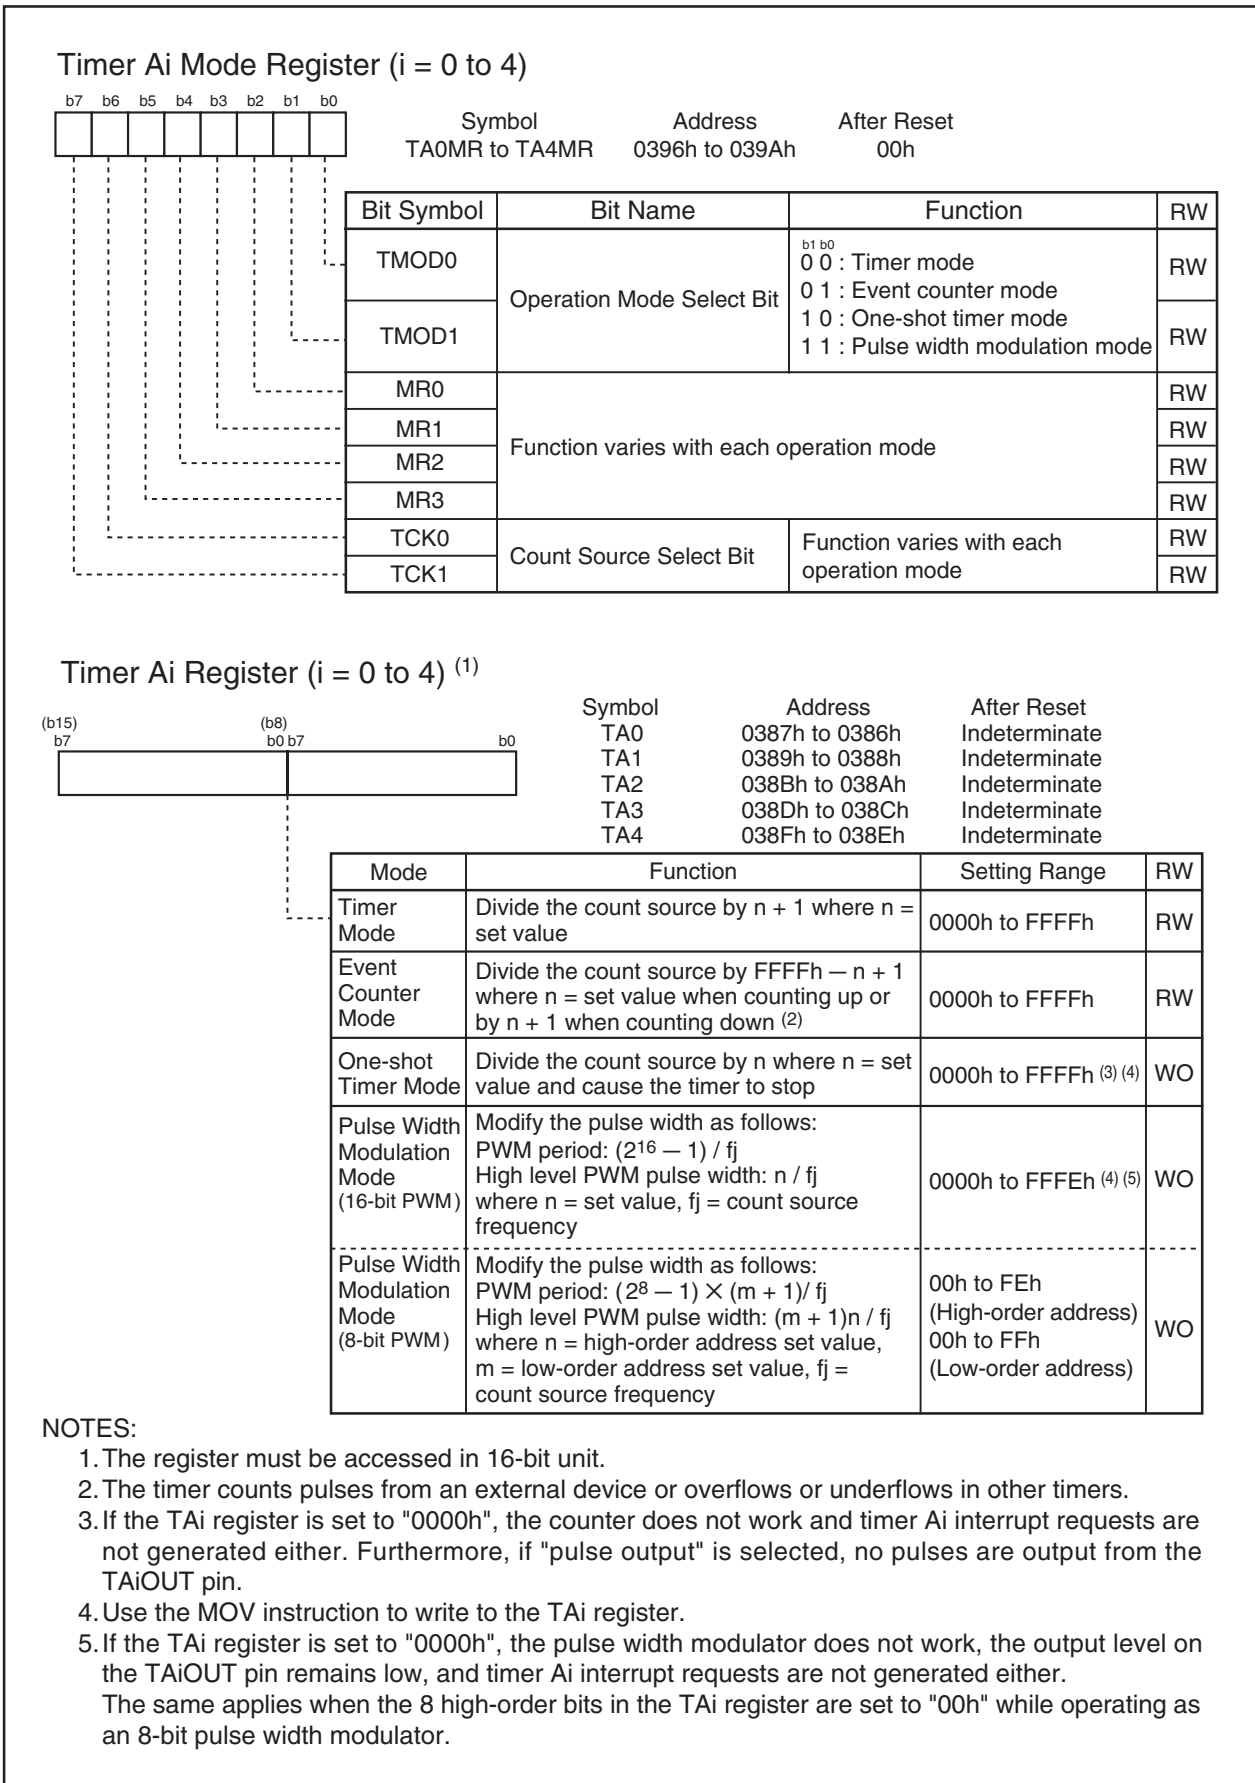 Timer Ai Mode Register (i = 0 to 4)
b7 b6 b5 b4 b3 b2 b1 b0
Symbol Address After Reset
TA0MR to TA4MR 0396h to 039Ah 00h
Bit Symbol Bit Name Function RW
TMOD0 Operation Mode Select Bit b1 b0
0 0 : Timer mode RW
0 1 : Event counter mode
TMOD1 1 0 : One-shot timer mode RW
1 1 : Pulse width modulation mode
MR0 Function varies with each operation mode RW
MR1 RW
MR2 RW
MR3 RW
TCK0 Count Source Select Bit Function varies with each RW
TCK1 operation mode RW
Timer Ai Register (i = 0 to 4) (1)
(b15) (b8)
b7 b0 b7 b0
Symbol Address After Reset
TA0 0387h to 0386h Indeterminate
TA1 0389h to 0388h Indeterminate
TA2 038Bh to 038Ah Indeterminate
TA3 038Dh to 038Ch Indeterminate
TA4 038Fh to 038Eh Indeterminate
Mode Function Setting Range RW
Timer Divide the count source by n + 1 where n = 0000h to FFFFh RW
Mode set value
Event Divide the count source by FFFFh — n + 1
Counter where n = set value when counting up or 0000h to FFFFh RW
Mode by n + 1 when counting down (2)
One-shot Divide the count source by n where n = set 0000h to FFFFh (3) (4) WO
Timer Mode value and cause the timer to stop
Pulse Width Modify the pulse width as follows:
Modulation PWM period: (2¹⁶ — 1) / fj
Mode High level PWM pulse width: n / fj 0000h to FFFEh (4) (5) WO
(16-bit PWM) where n = set value, fj = count source
frequency
Pulse Width Modify the pulse width as follows:
Modulation PWM period: (2⁸ — 1) × (m + 1)/ fj 00h to FEh
Mode High level PWM pulse width: (m + 1)n / fj (High-order address)
(8-bit PWM) where n = high-order address set value, 00h to FFh WO
m = low-order address set value, fj = (Low-order address)
count source frequency
NOTES:
1. The register must be accessed in 16-bit unit.
2. The timer counts pulses from an external device or overflows or underflows in other timers.
3. If the TAi register is set to "0000h", the counter does not work and timer Ai interrupt requests are
not generated either. Furthermore, if "pulse output" is selected, no pulses are output from the
TAiOUT pin.
4. Use the MOV instruction to write to the TAi register.
5. If the TAi register is set to "0000h", the pulse width modulator does not work, the output level on
the TAiOUT pin remains low, and timer Ai interrupt requests are not generated either.
The same applies when the 8 high-order bits in the TAi register are set to "00h" while operating as
an 8-bit pulse width modulator.